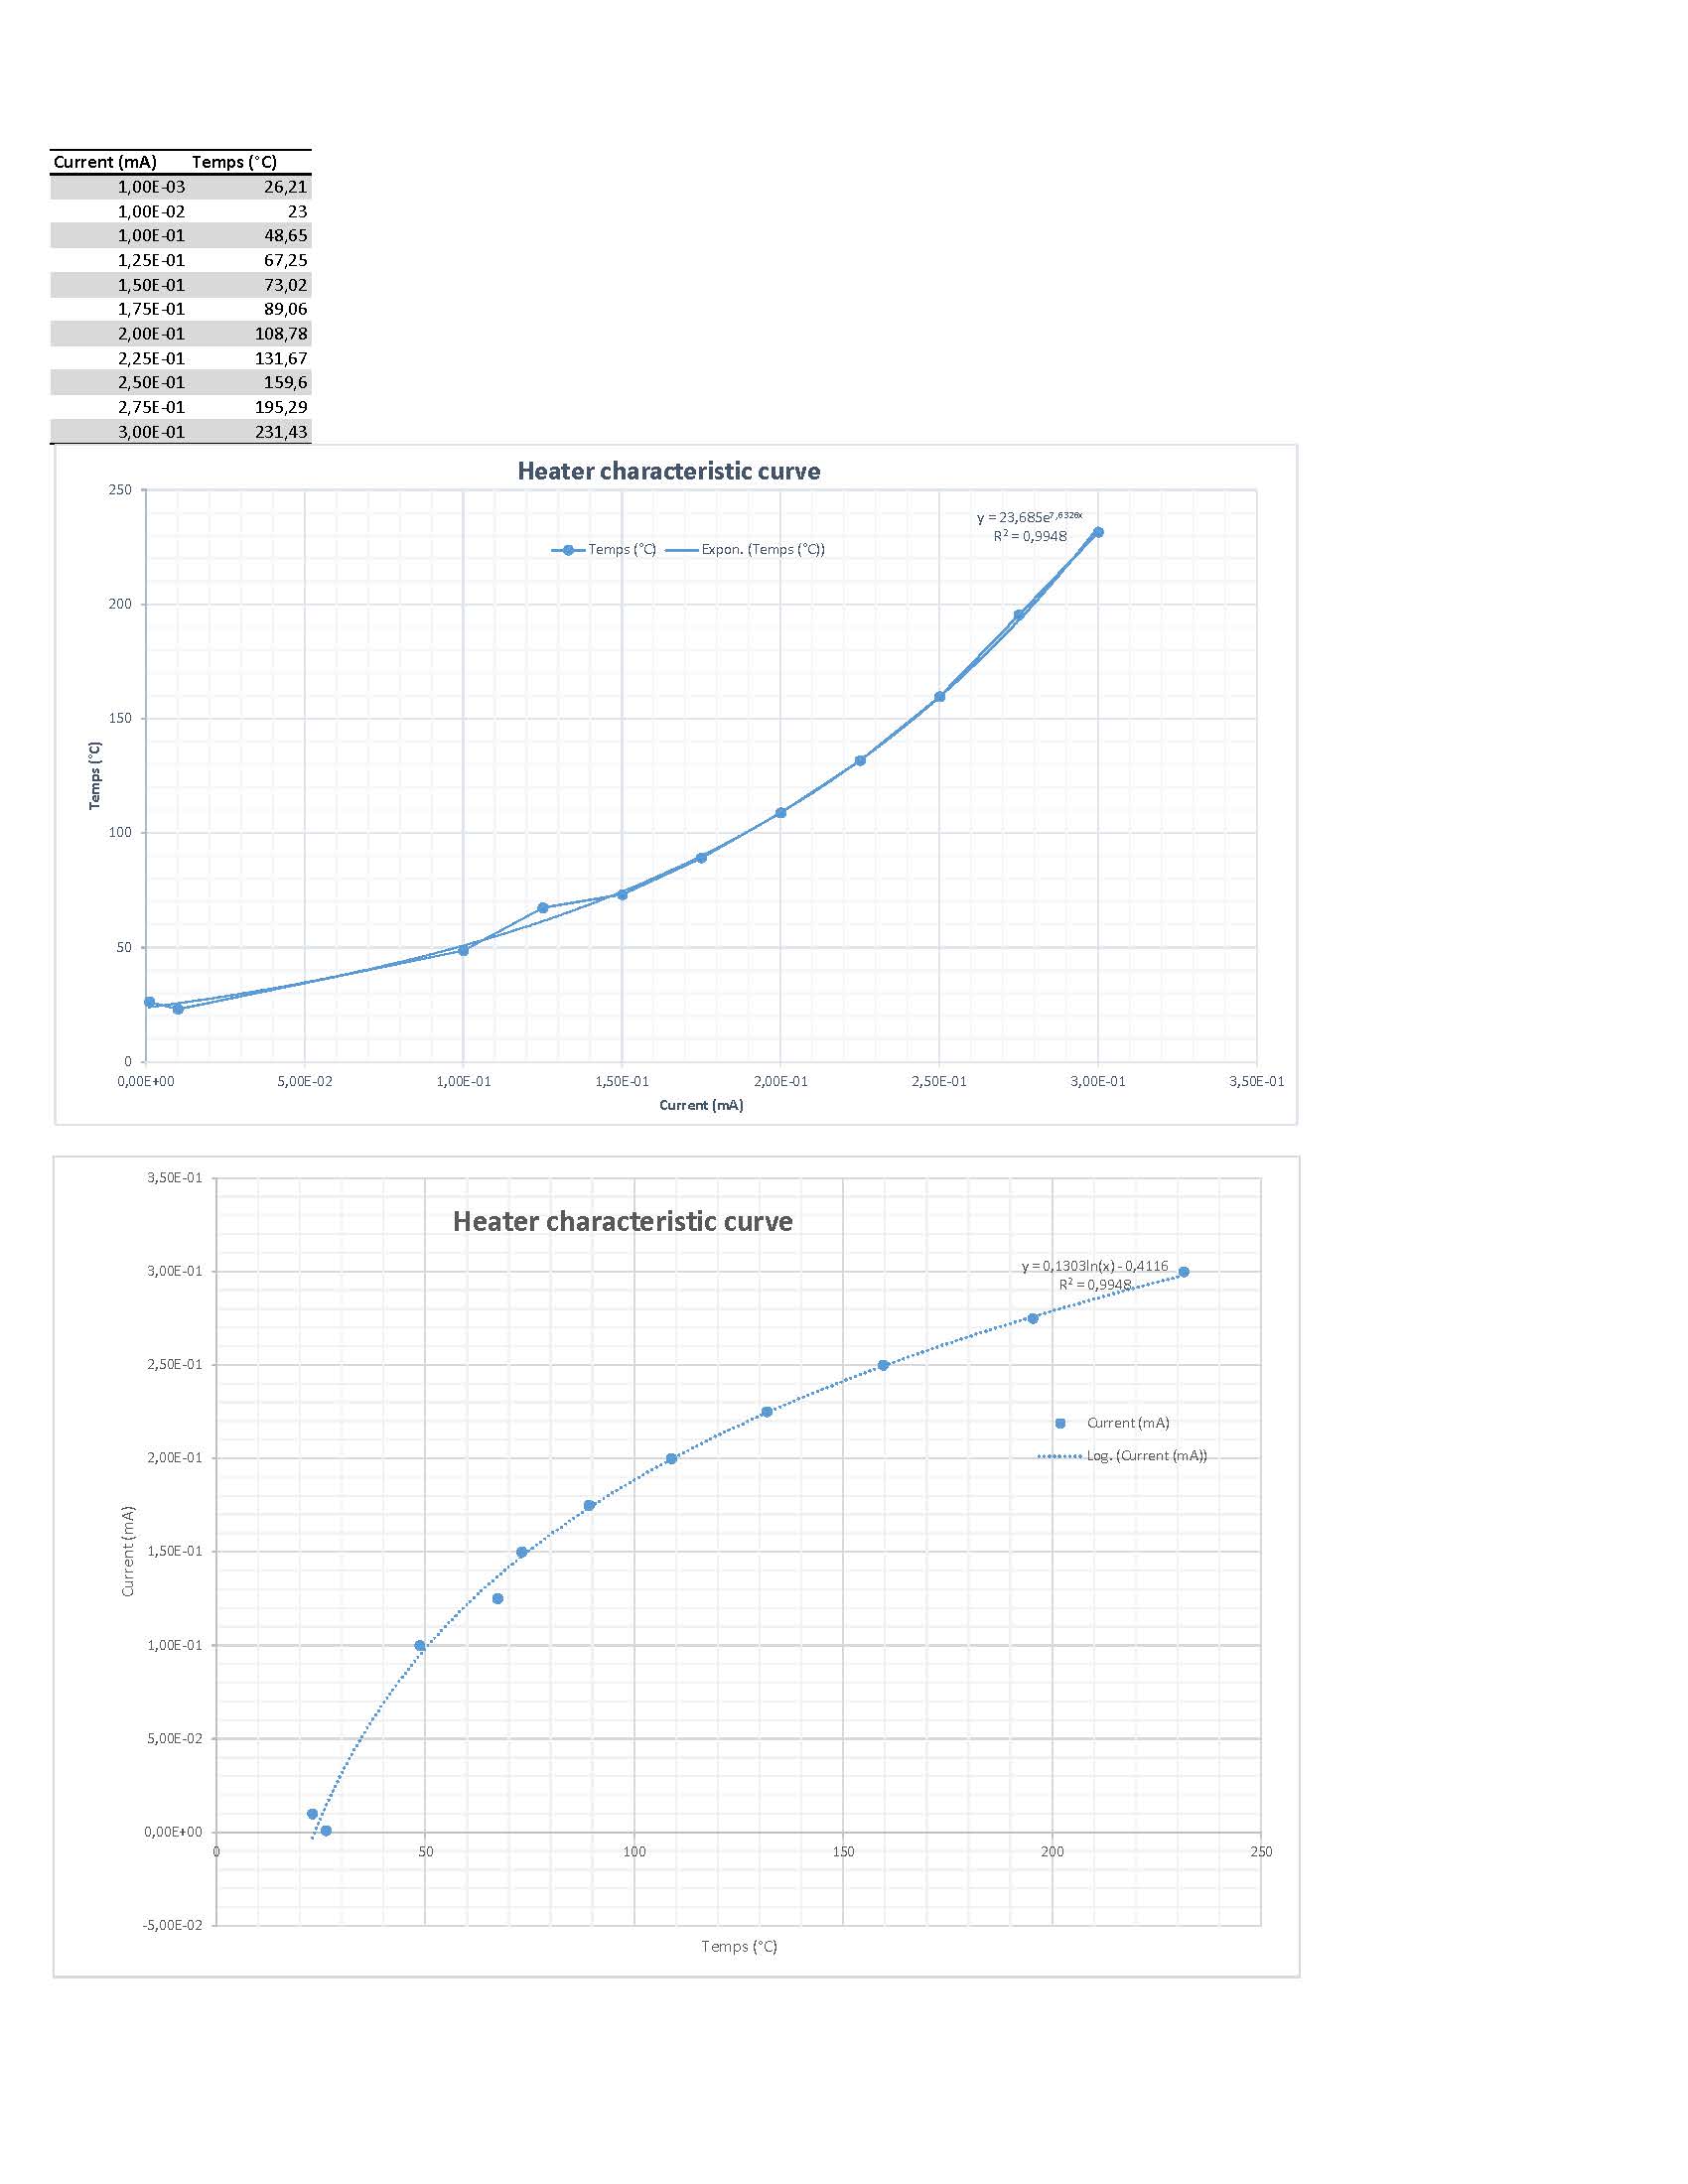 Current (mA) Temps (°C)
1,00E-03 26,21
1,00E-02 23
1,00E-01 48,65
1,25E-01 67,25
1,50E-01 73,02
1,75E-01 89,06
2,00E-01 108,78
2,25E-01 131,67
2,50E-01 159,6
2,75E-01 195,29
3,00E-01 231,43
Heater characteristic curve
250
y = 23,685e^7,6326x
R² = 0,9948
Temps (°C) Expon. (Temps (°C))
200
150
Temps (°C)
100
50
0
0,00E+00 5,00E-02 1,00E-01 1,50E-01 2,00E-01 2,50E-01 3,00E-01 3,50E-01
Current (mA)
3,50E-01
Heater characteristic curve
3,00E-01
y = 0,1303ln(x) - 0,4116
R² = 0,9948
2,50E-01
Current (mA)
2,00E-01
Log. (Current (mA))
Current (mA)
1,50E-01
1,00E-01
5,00E-02
0,00E+00
0 50 100 150 200 250
-5,00E-02
Temps (°C)